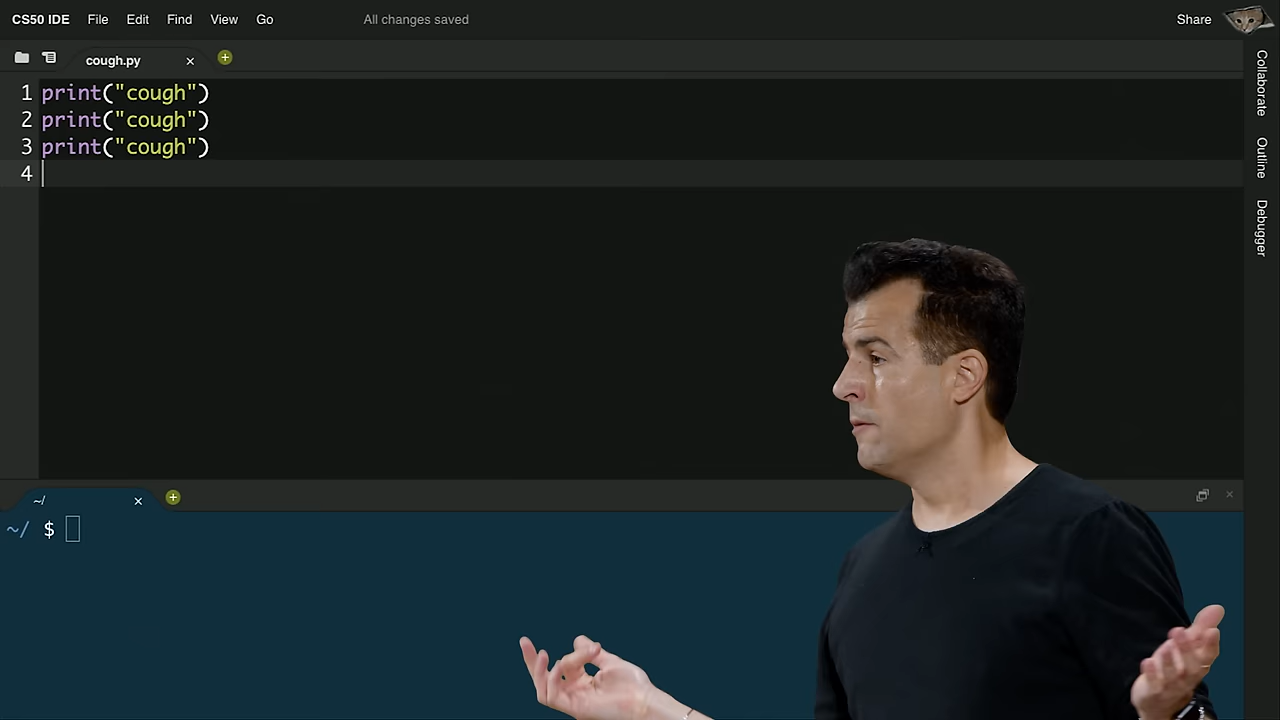 CS50 IDE File Edit Find View Go All changes saved Share
cough.py
1 print("cough")
2 print("cough")
3 print("cough")
4
Collaborate
Outline
Debugger
~/
~/ $